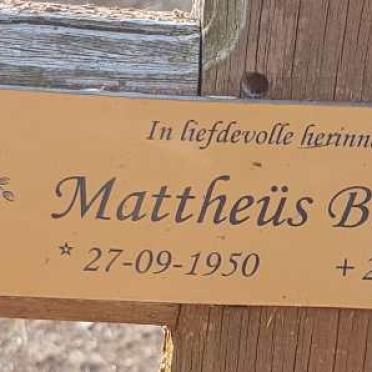 In liefdevolle herinn
Mattheüs B
* 27-09-1950 + 2